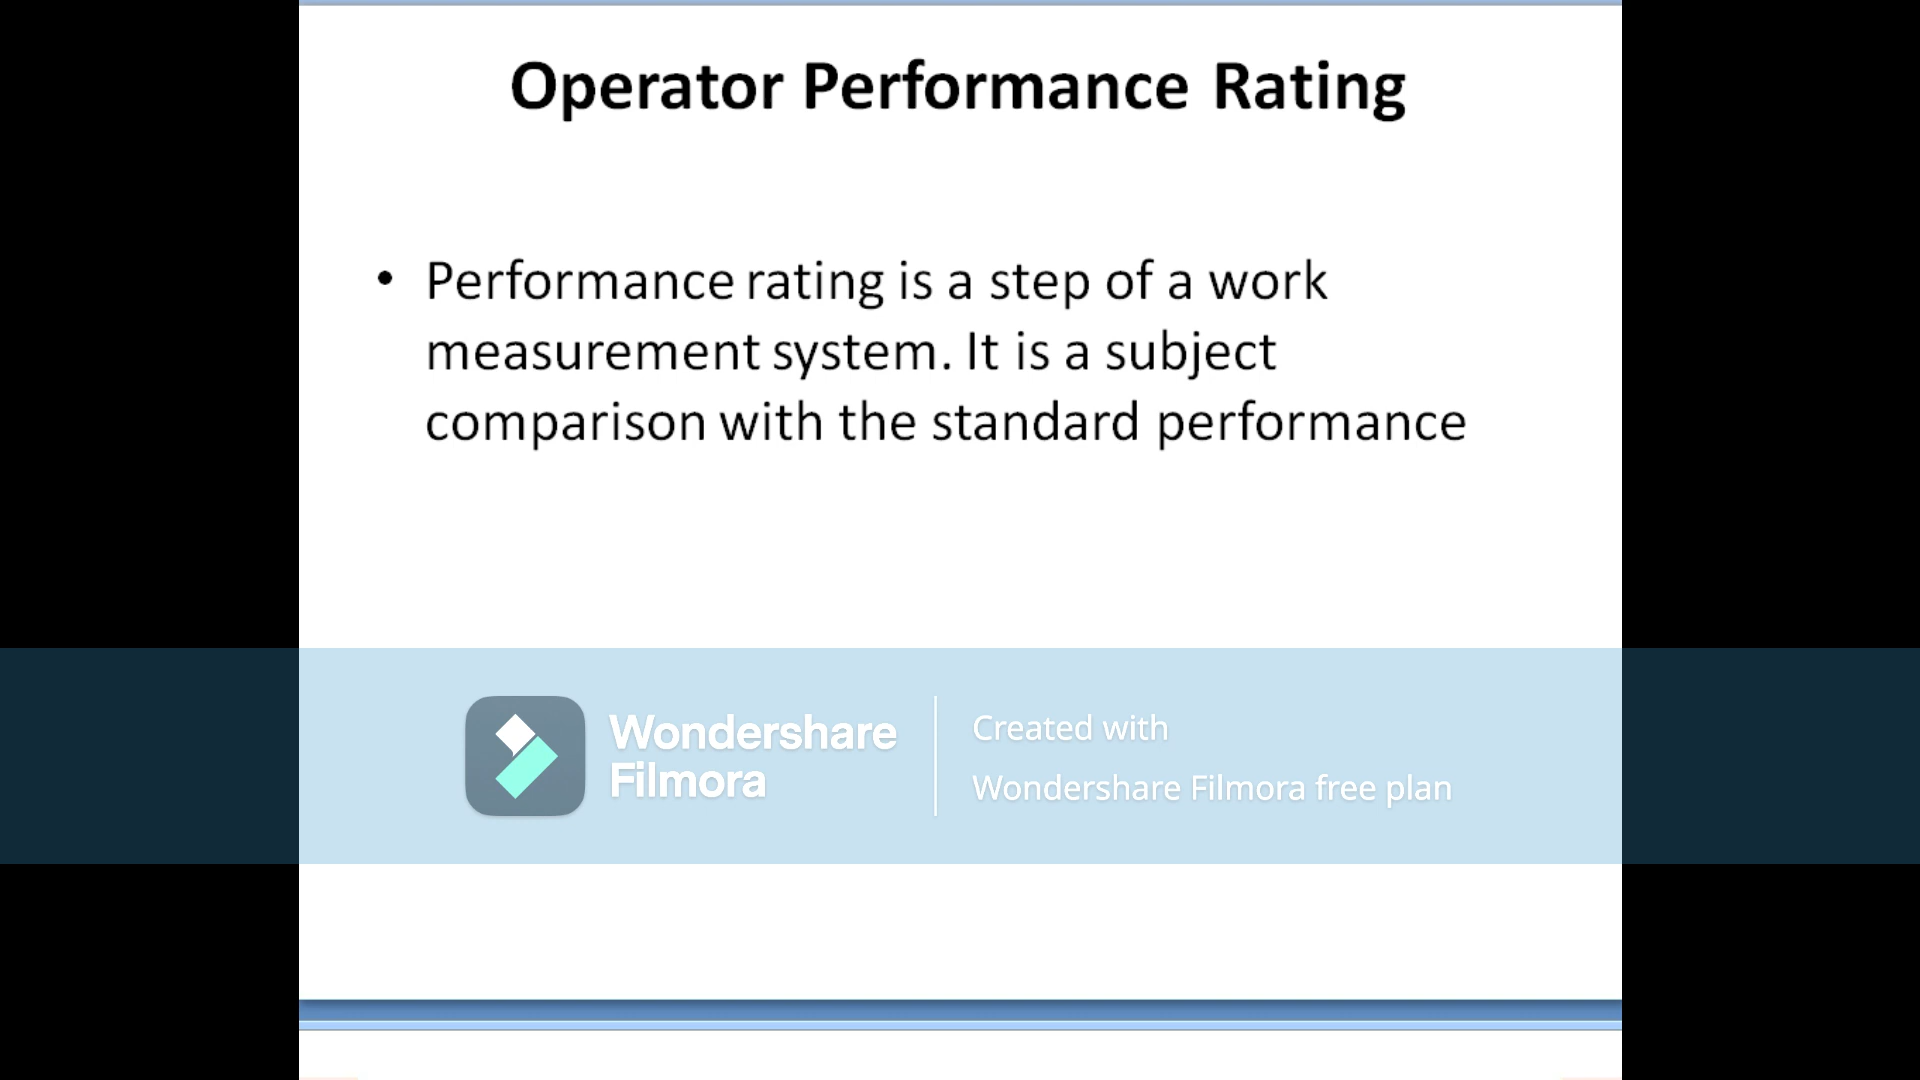 Operator Performance Rating
• Performance rating is a step of a work
measurement system. It is a subject
comparison with the standard performance
Wondershare
Filmora
Created with
Wondershare Filmora free plan